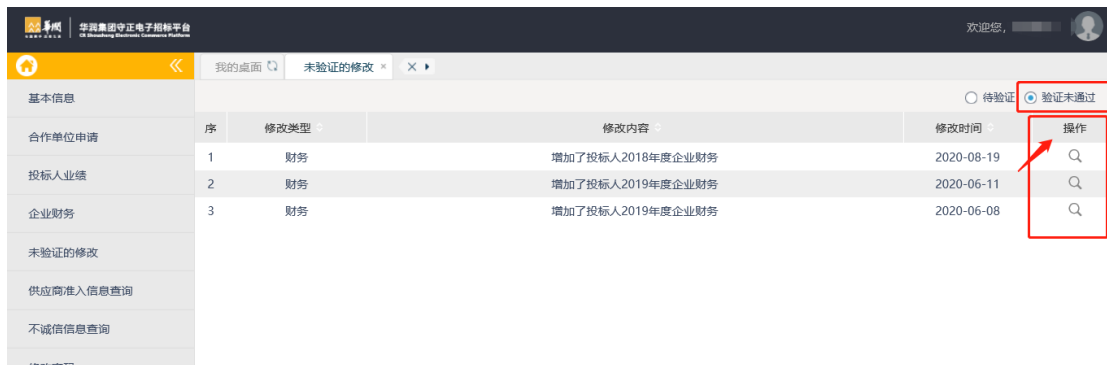 华润 华润集团守正电子招标平台
CR Shouzheng Electronic Commerce Platform
欢迎您,
我的桌面 未验证的修改 ×
基本信息
待验证 验证未通过
合作单位申请
序 修改类型 修改内容 修改时间 操作
1 财务 增加了投标人2018年度企业财务 2020-08-19
投标人业绩
2 财务 增加了投标人2019年度企业财务 2020-06-11
企业财务
3 财务 增加了投标人2019年度企业财务 2020-06-08
未验证的修改
供应商准入信息查询
不诚信信息查询